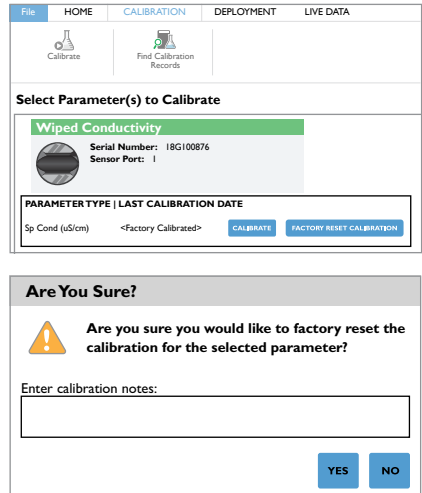 File HOME CALIBRATION DEPLOYMENT LIVE DATA
Calibrate Find Calibration
Records
Select Parameter(s) to Calibrate
Wiped Conductivity
Serial Number: 18G100876
Sensor Port: 1
PARAMETER TYPE | LAST CALIBRATION DATE
Sp Cond (uS/cm) <Factory Calibrated> CALIBRATE FACTORY RESET CALIBRATION
Are You Sure?
Are you sure you would like to factory reset the
calibration for the selected parameter?
Enter calibration notes:
YES NO